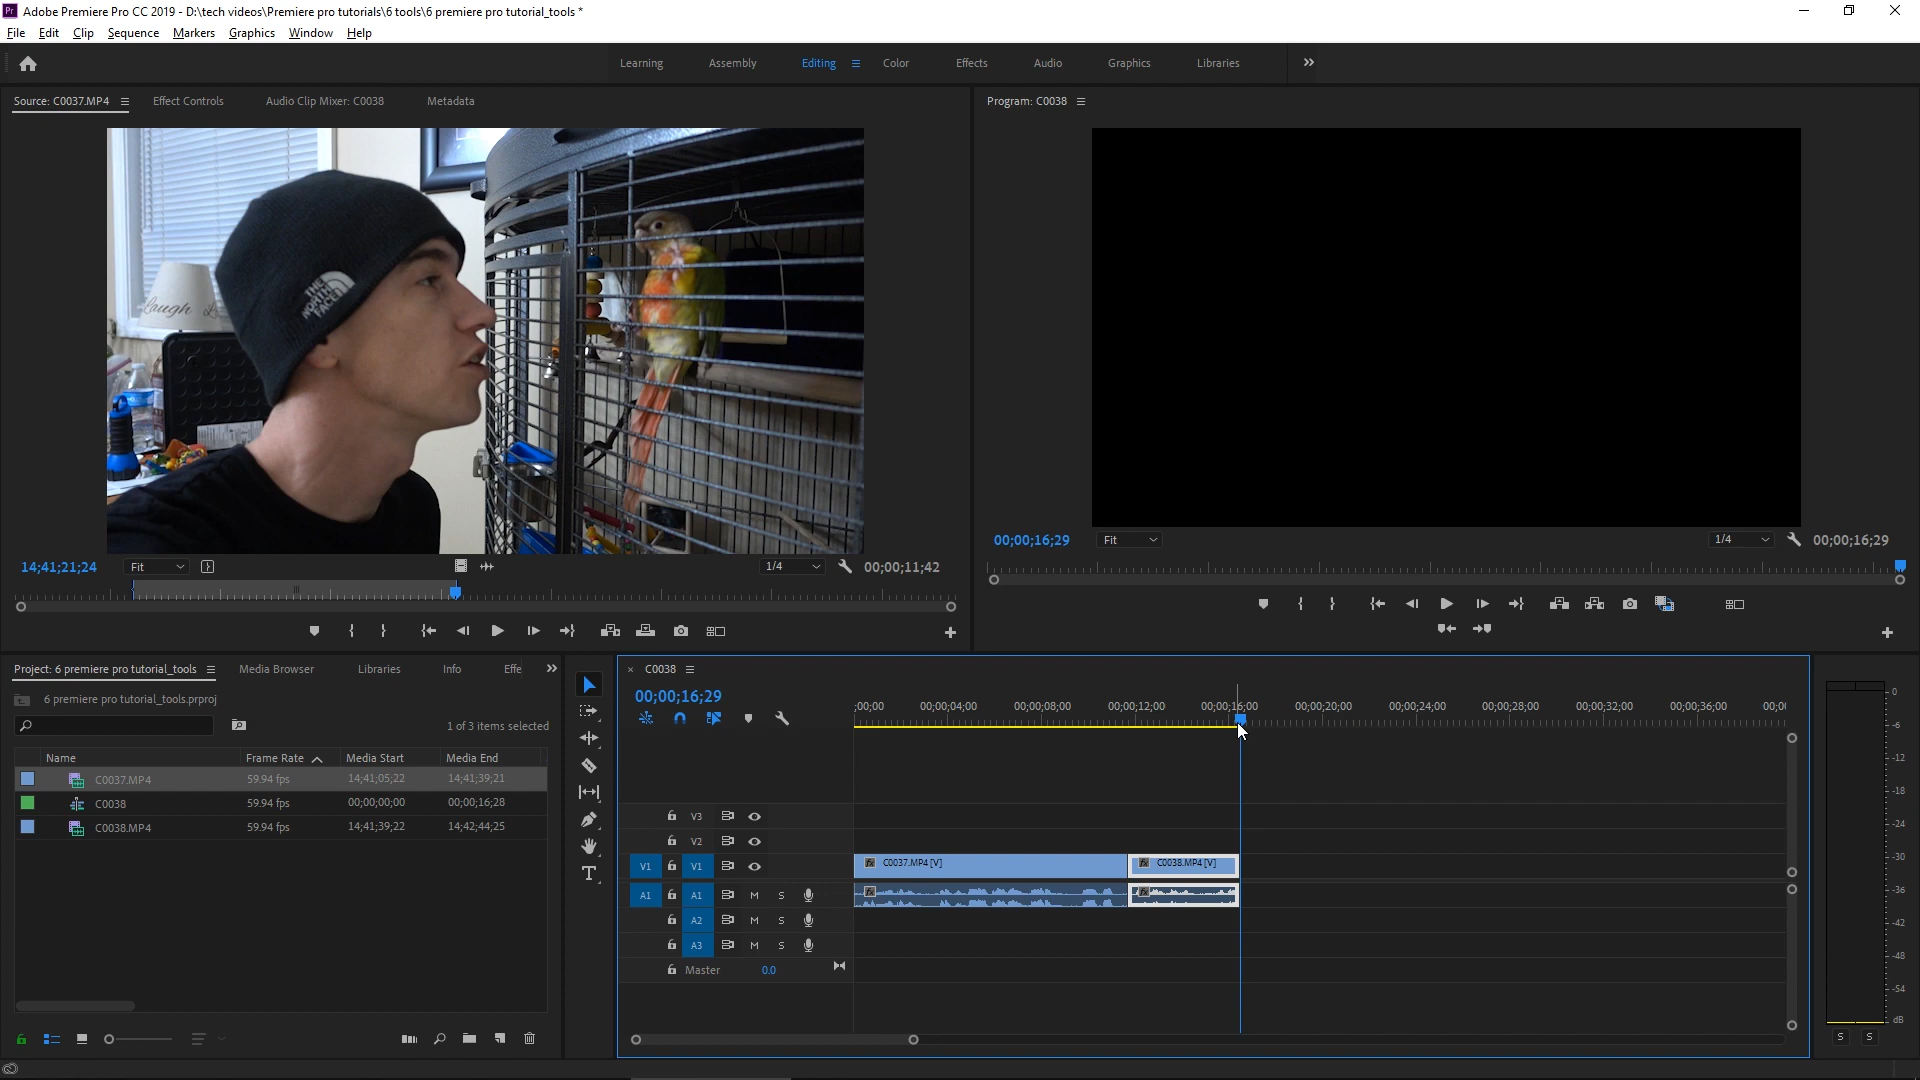 Pr Adobe Premiere Pro CC 2019 - D:\tech videos\Premiere pro tutorials\6 tools\6 premiere pro tutorial_tools *
File Edit Clip Sequence Markers Graphics Window Help
Learning Assembly Editing Color Effects Audio Graphics Libraries
Source: C0037.MP4 Effect Controls Audio Clip Mixer: C0038 Metadata
Program: C0038
THE NORTH FACE
Laugh
14;41;21;24 Fit 1/4 00;00;11;42
00;00;16;29 Fit 1/4 00;00;16;29
Project: 6 premiere pro tutorial_tools Media Browser Libraries Info Effe
6 premiere pro tutorial_tools.prproj
1 of 3 items selected
Name Frame Rate Media Start Media End
C0037.MP4 59.94 fps 14;41;05;22 14;41;39;21
C0038 59.94 fps 00;00;00;00 00;00;16;28
C0038.MP4 59.94 fps 14;41;39;22 14;42;44;25
× C0038
00;00;16;29
;00;00 00;00;04;00 00;00;08;00 00;00;12;00 00;00;16;00 00;00;20;00 00;00;24;00 00;00;28;00 00;00;32;00 00;00;36;00 00;0
V3
V2
V1 V1 fx C0037.MP4 [V] fx C0038.MP4 [V]
A1 A1 M S fx fx
A2 M S
A3 M S
Master 0.0
0
-6
-12
-18
-24
-30
-36
-42
-48
-54
dB
S S